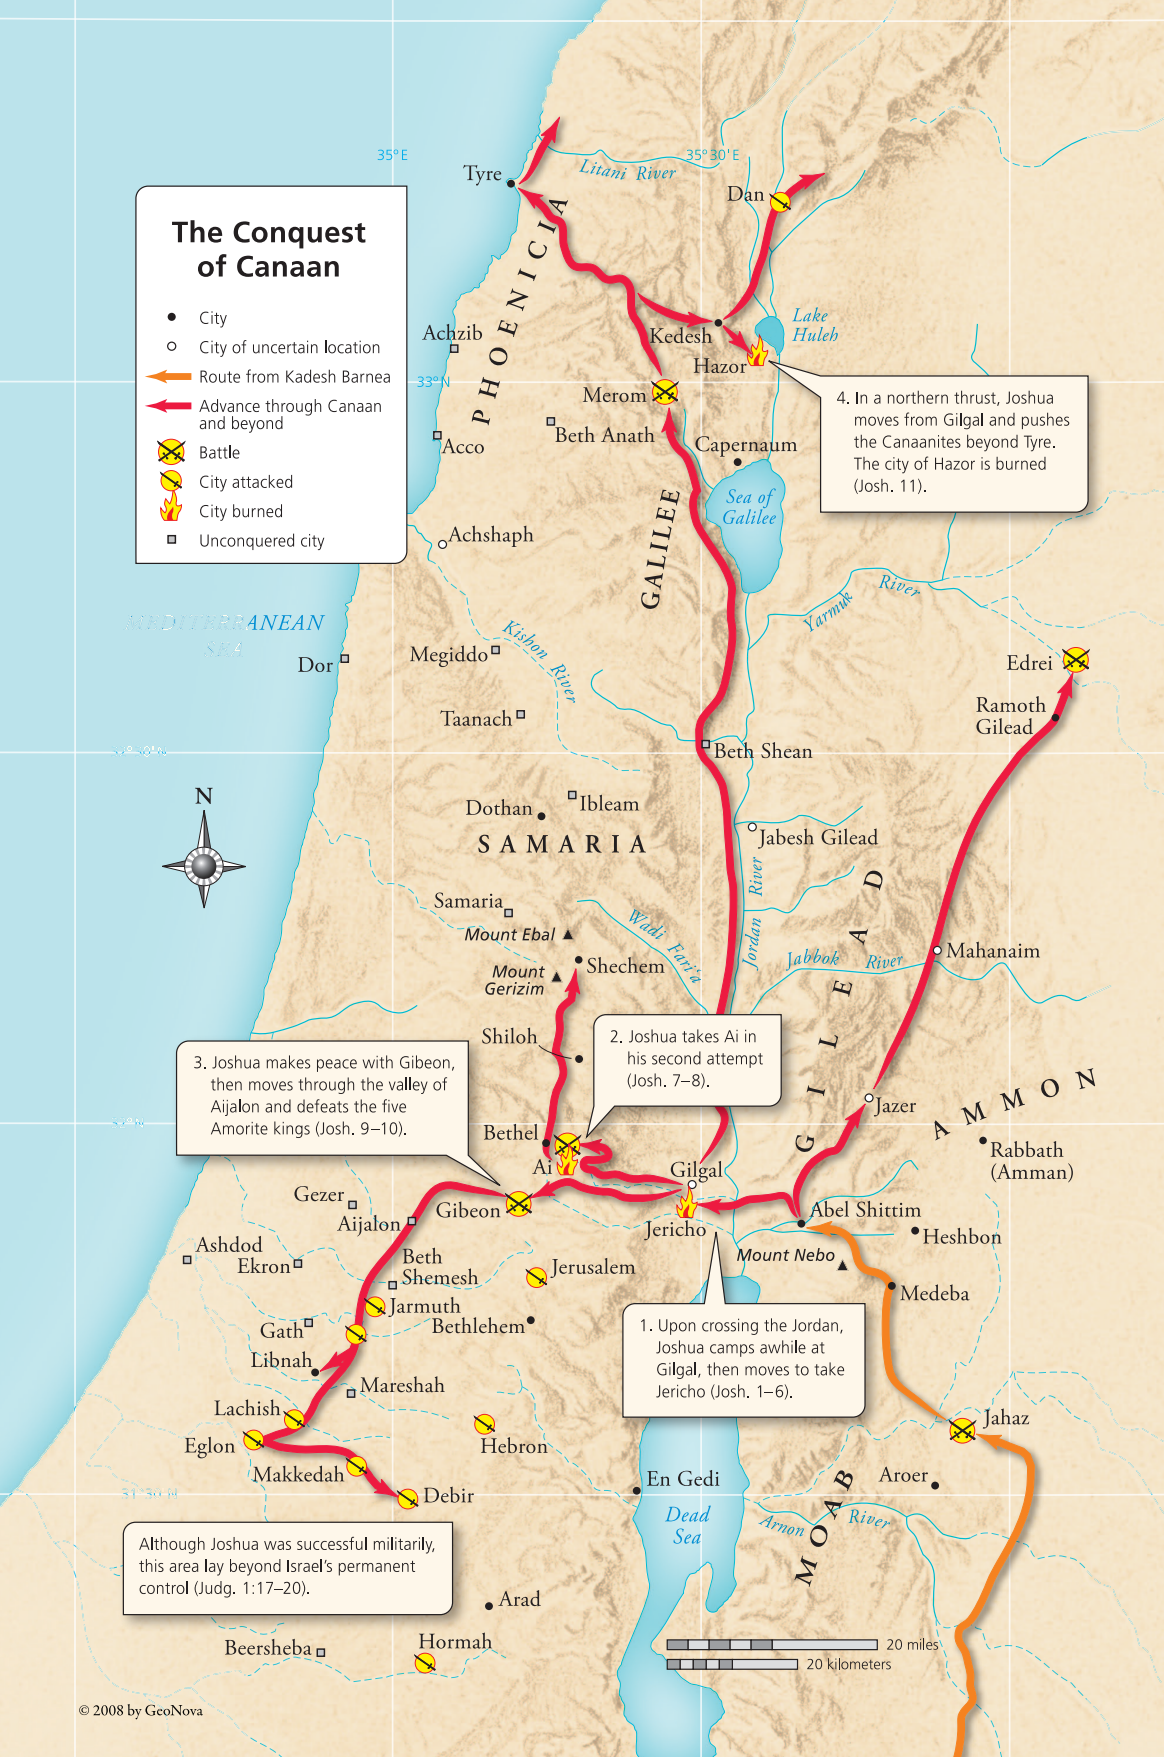 35°E
35°30'E
Litani River
Tyre
Dan
The Conquest
of Canaan
City
City of uncertain location
Route from Kadesh Barnea
Advance through Canaan
and beyond
Battle
City attacked
City burned
Unconquered city
PHOENICIA
Lake
Huleh
Achzib
Kedesh
Hazor
33°N
Merom
4. In a northern thrust, Joshua
moves from Gilgal and pushes
the Canaanites beyond Tyre.
The city of Hazor is burned
(Josh. 11).
Beth Anath
Acco
Capernaum
Sea of
Galilee
GALILEE
Achshaph
Yarmuk River
MEDITERRANEAN
SEA
Kishon River
Dor
Megiddo
Edrei
Ramoth
Gilead
Taanach
Beth Shean
N
Dothan
Ibleam
SAMARIA
Jabesh Gilead
Jordan River
GILEAD
Samaria
Mount Ebal
Wadi Fari'a
Mount
Gerizim
Shechem
Jabbok River
Mahanaim
Shiloh
2. Joshua takes Ai in
his second attempt
(Josh. 7–8).
3. Joshua makes peace with Gibeon,
then moves through the valley of
Aijalon and defeats the five
Amorite kings (Josh. 9–10).
Jazer
AMMON
Bethel
Ai
Rabbath
(Amman)
Gilgal
Gezer
Aijalon
Gibeon
Jericho
Abel Shittim
Heshbon
Ashdod
Ekron
Beth
Shemesh
Jerusalem
Mount Nebo
Medeba
Jarmuth
Gath
Bethlehem
1. Upon crossing the Jordan,
Joshua camps awhile at
Gilgal, then moves to take
Jericho (Josh. 1–6).
Libnah
Mareshah
Lachish
Eglon
Hebron
Jahaz
Makkedah
Debir
En Gedi
Aroer
31°30'N
Dead
Sea
MOAB
Arnon River
Although Joshua was successful militarily,
this area lay beyond Israel's permanent
control (Judg. 1:17–20).
Arad
Hormah
Beersheba
20 miles
20 kilometers
© 2008 by GeoNova